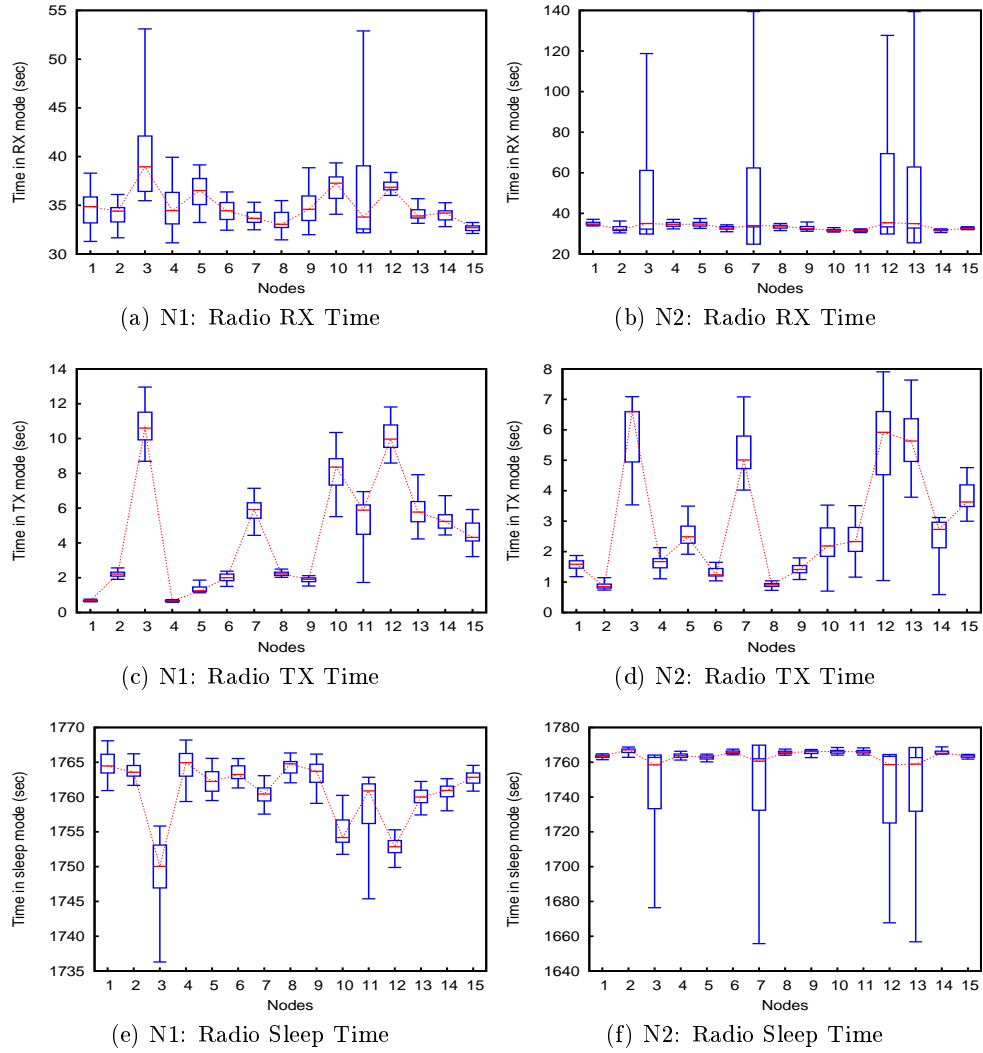 55
50
45
40
35
30
Time in RX mode (sec)
1 2 3 4 5 6 7 8 9 10 11 12 13 14 15
Nodes
(a) N1: Radio RX Time
140
120
100
80
60
40
20
Time in RX mode (sec)
1 2 3 4 5 6 7 8 9 10 11 12 13 14 15
Nodes
(b) N2: Radio RX Time
14
12
10
8
6
4
2
0
Time in TX mode (sec)
1 2 3 4 5 6 7 8 9 10 11 12 13 14 15
Nodes
(c) N1: Radio TX Time
8
7
6
5
4
3
2
1
0
Time in TX mode (sec)
1 2 3 4 5 6 7 8 9 10 11 12 13 14 15
Nodes
(d) N2: Radio TX Time
1770
1765
1760
1755
1750
1745
1740
1735
Time in sleep mode (sec)
1 2 3 4 5 6 7 8 9 10 11 12 13 14 15
Nodes
(e) N1: Radio Sleep Time
1780
1760
1740
1720
1700
1680
1660
1640
Time in sleep mode (sec)
1 2 3 4 5 6 7 8 9 10 11 12 13 14 15
Nodes
(f) N2: Radio Sleep Time